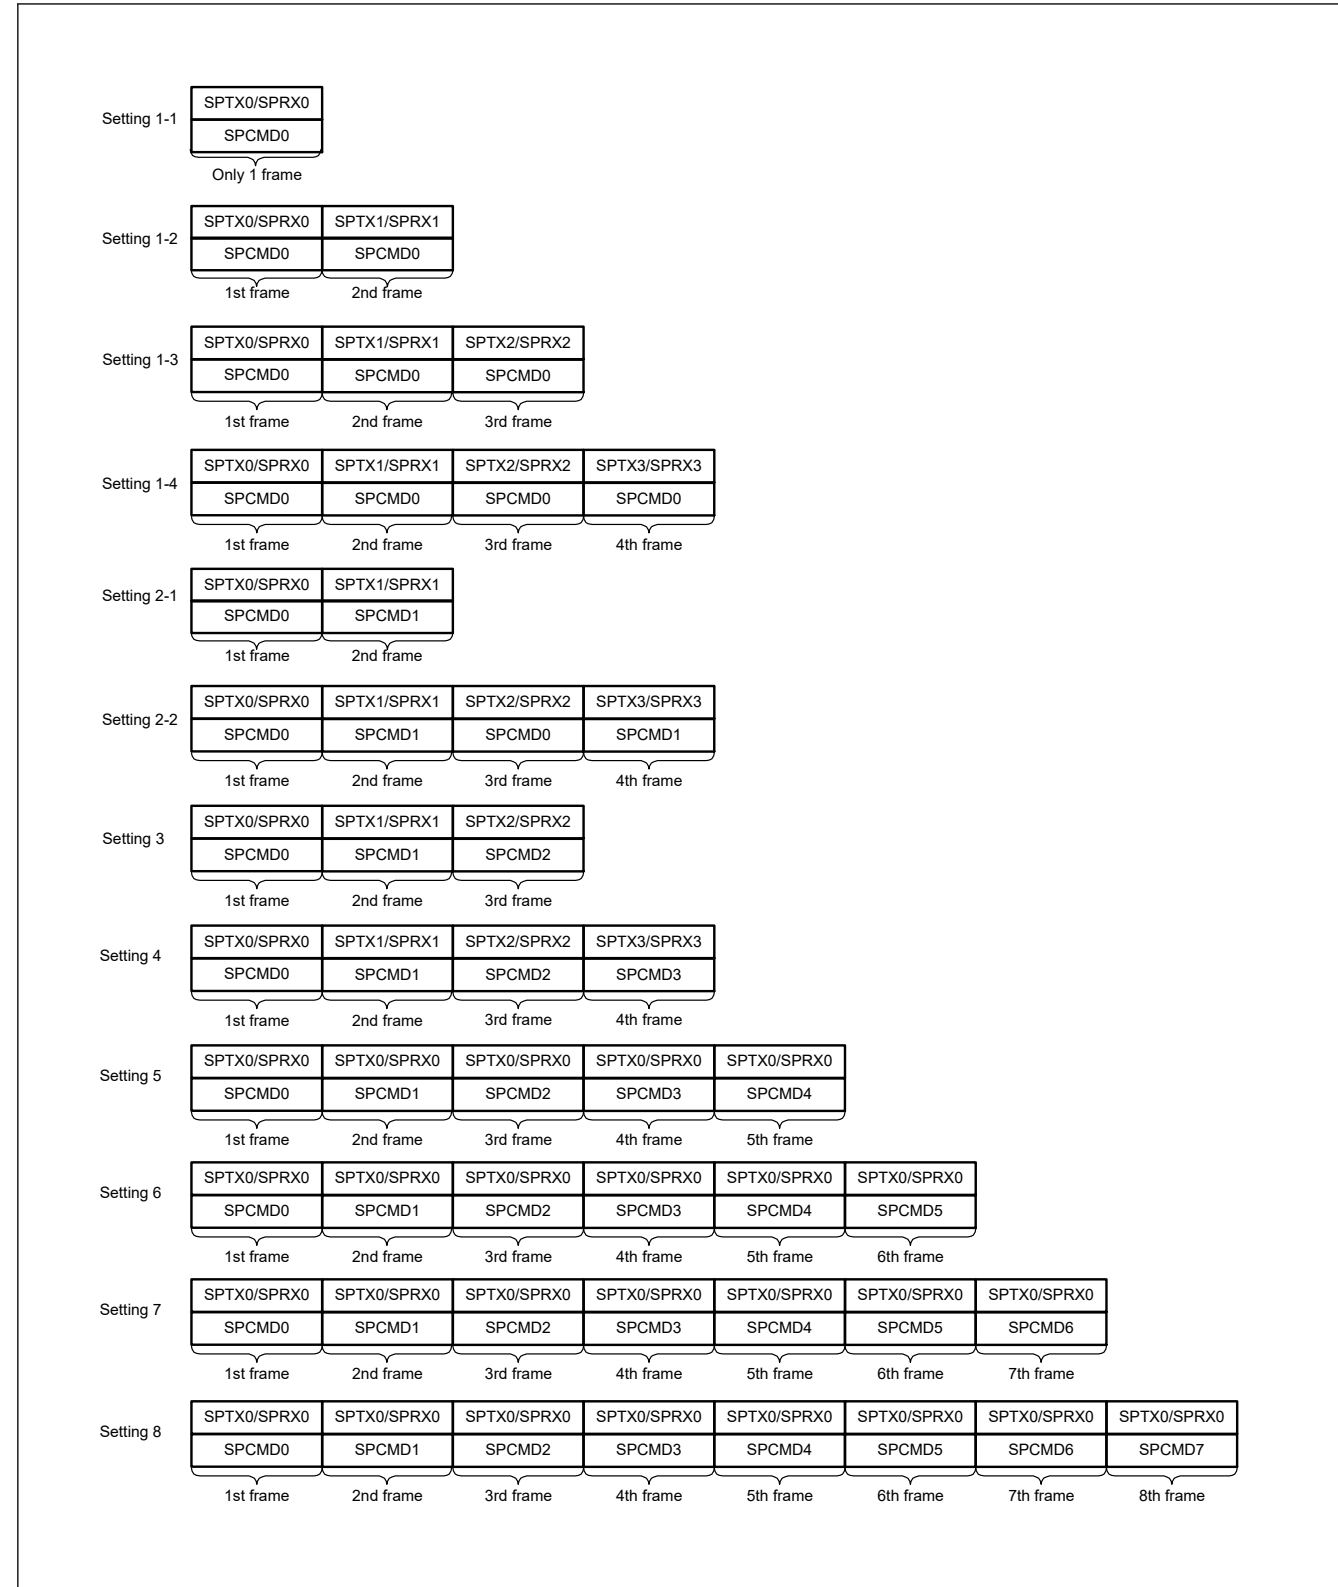 SPTX0/SPRX0
Setting 1-1
SPCMD0
Only 1 frame
SPTX0/SPRX0 SPTX1/SPRX1
Setting 1-2
SPCMD0 SPCMD0
1st frame 2nd frame
SPTX0/SPRX0 SPTX1/SPRX1 SPTX2/SPRX2
Setting 1-3
SPCMD0 SPCMD0 SPCMD0
1st frame 2nd frame 3rd frame
SPTX0/SPRX0 SPTX1/SPRX1 SPTX2/SPRX2 SPTX3/SPRX3
Setting 1-4
SPCMD0 SPCMD0 SPCMD0 SPCMD0
1st frame 2nd frame 3rd frame 4th frame
SPTX0/SPRX0 SPTX1/SPRX1
Setting 2-1
SPCMD0 SPCMD1
1st frame 2nd frame
SPTX0/SPRX0 SPTX1/SPRX1 SPTX2/SPRX2 SPTX3/SPRX3
Setting 2-2
SPCMD0 SPCMD1 SPCMD0 SPCMD1
1st frame 2nd frame 3rd frame 4th frame
SPTX0/SPRX0 SPTX1/SPRX1 SPTX2/SPRX2
Setting 3
SPCMD0 SPCMD1 SPCMD2
1st frame 2nd frame 3rd frame
SPTX0/SPRX0 SPTX1/SPRX1 SPTX2/SPRX2 SPTX3/SPRX3
Setting 4
SPCMD0 SPCMD1 SPCMD2 SPCMD3
1st frame 2nd frame 3rd frame 4th frame
SPTX0/SPRX0 SPTX0/SPRX0 SPTX0/SPRX0 SPTX0/SPRX0 SPTX0/SPRX0
Setting 5
SPCMD0 SPCMD1 SPCMD2 SPCMD3 SPCMD4
1st frame 2nd frame 3rd frame 4th frame 5th frame
SPTX0/SPRX0 SPTX0/SPRX0 SPTX0/SPRX0 SPTX0/SPRX0 SPTX0/SPRX0 SPTX0/SPRX0
Setting 6
SPCMD0 SPCMD1 SPCMD2 SPCMD3 SPCMD4 SPCMD5
1st frame 2nd frame 3rd frame 4th frame 5th frame 6th frame
SPTX0/SPRX0 SPTX0/SPRX0 SPTX0/SPRX0 SPTX0/SPRX0 SPTX0/SPRX0 SPTX0/SPRX0 SPTX0/SPRX0
Setting 7
SPCMD0 SPCMD1 SPCMD2 SPCMD3 SPCMD4 SPCMD5 SPCMD6
1st frame 2nd frame 3rd frame 4th frame 5th frame 6th frame 7th frame
SPTX0/SPRX0 SPTX0/SPRX0 SPTX0/SPRX0 SPTX0/SPRX0 SPTX0/SPRX0 SPTX0/SPRX0 SPTX0/SPRX0 SPTX0/SPRX0
Setting 8
SPCMD0 SPCMD1 SPCMD2 SPCMD3 SPCMD4 SPCMD5 SPCMD6 SPCMD7
1st frame 2nd frame 3rd frame 4th frame 5th frame 6th frame 7th frame 8th frame